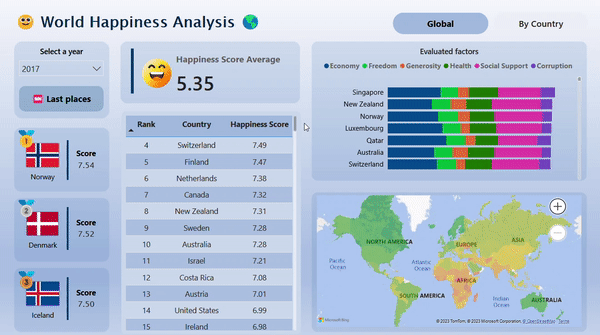 World Happiness Analysis
Global
By Country
Select a year
2017
Last places
1
Norway
Score
7.54
2
Denmark
Score
7.52
3
Iceland
Score
7.50
Happiness Score Average
5.35
Rank Country Happiness Score
4 Switzerland 7.49
5 Finland 7.47
6 Netherlands 7.38
7 Canada 7.32
8 New Zealand 7.31
9 Sweden 7.28
10 Australia 7.28
11 Israel 7.21
12 Costa Rica 7.08
13 Austria 7.01
14 United States 6.99
15 Ireland 6.98
Evaluated factors
Economy Freedom Generosity Health Social Support Corruption
Singapore
New Zealand
Norway
Luxembourg
Qatar
Australia
Switzerland
NORTH AMERICA
EUROPE
ASIA
Pacific
Ocean
Atlantic
Ocean
AFRICA
SOUTH AMERICA
Indian
Ocean
AUSTRALIA
Microsoft Bing
© 2023 TomTom, © 2023 Microsoft Corporation, © OpenStreetMap Terms